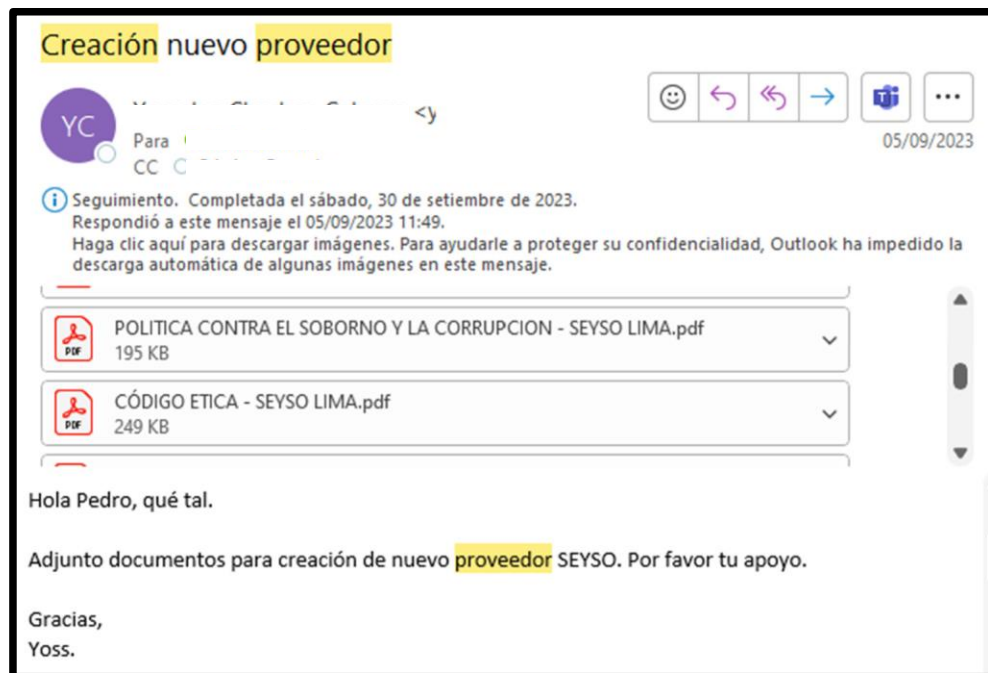 Creación nuevo proveedor
YC
<y
Para
CC
05/09/2023
Seguimiento. Completada el sábado, 30 de setiembre de 2023.
Respondió a este mensaje el 05/09/2023 11:49.
Haga clic aquí para descargar imágenes. Para ayudarle a proteger su confidencialidad, Outlook ha impedido la
descarga automática de algunas imágenes en este mensaje.
POLITICA CONTRA EL SOBORNO Y LA CORRUPCION - SEYSO LIMA.pdf
PDF
195 KB
CÓDIGO ETICA - SEYSO LIMA.pdf
PDF
249 KB
Hola Pedro, qué tal.
Adjunto documentos para creación de nuevo proveedor SEYSO. Por favor tu apoyo.
Gracias,
Yoss.